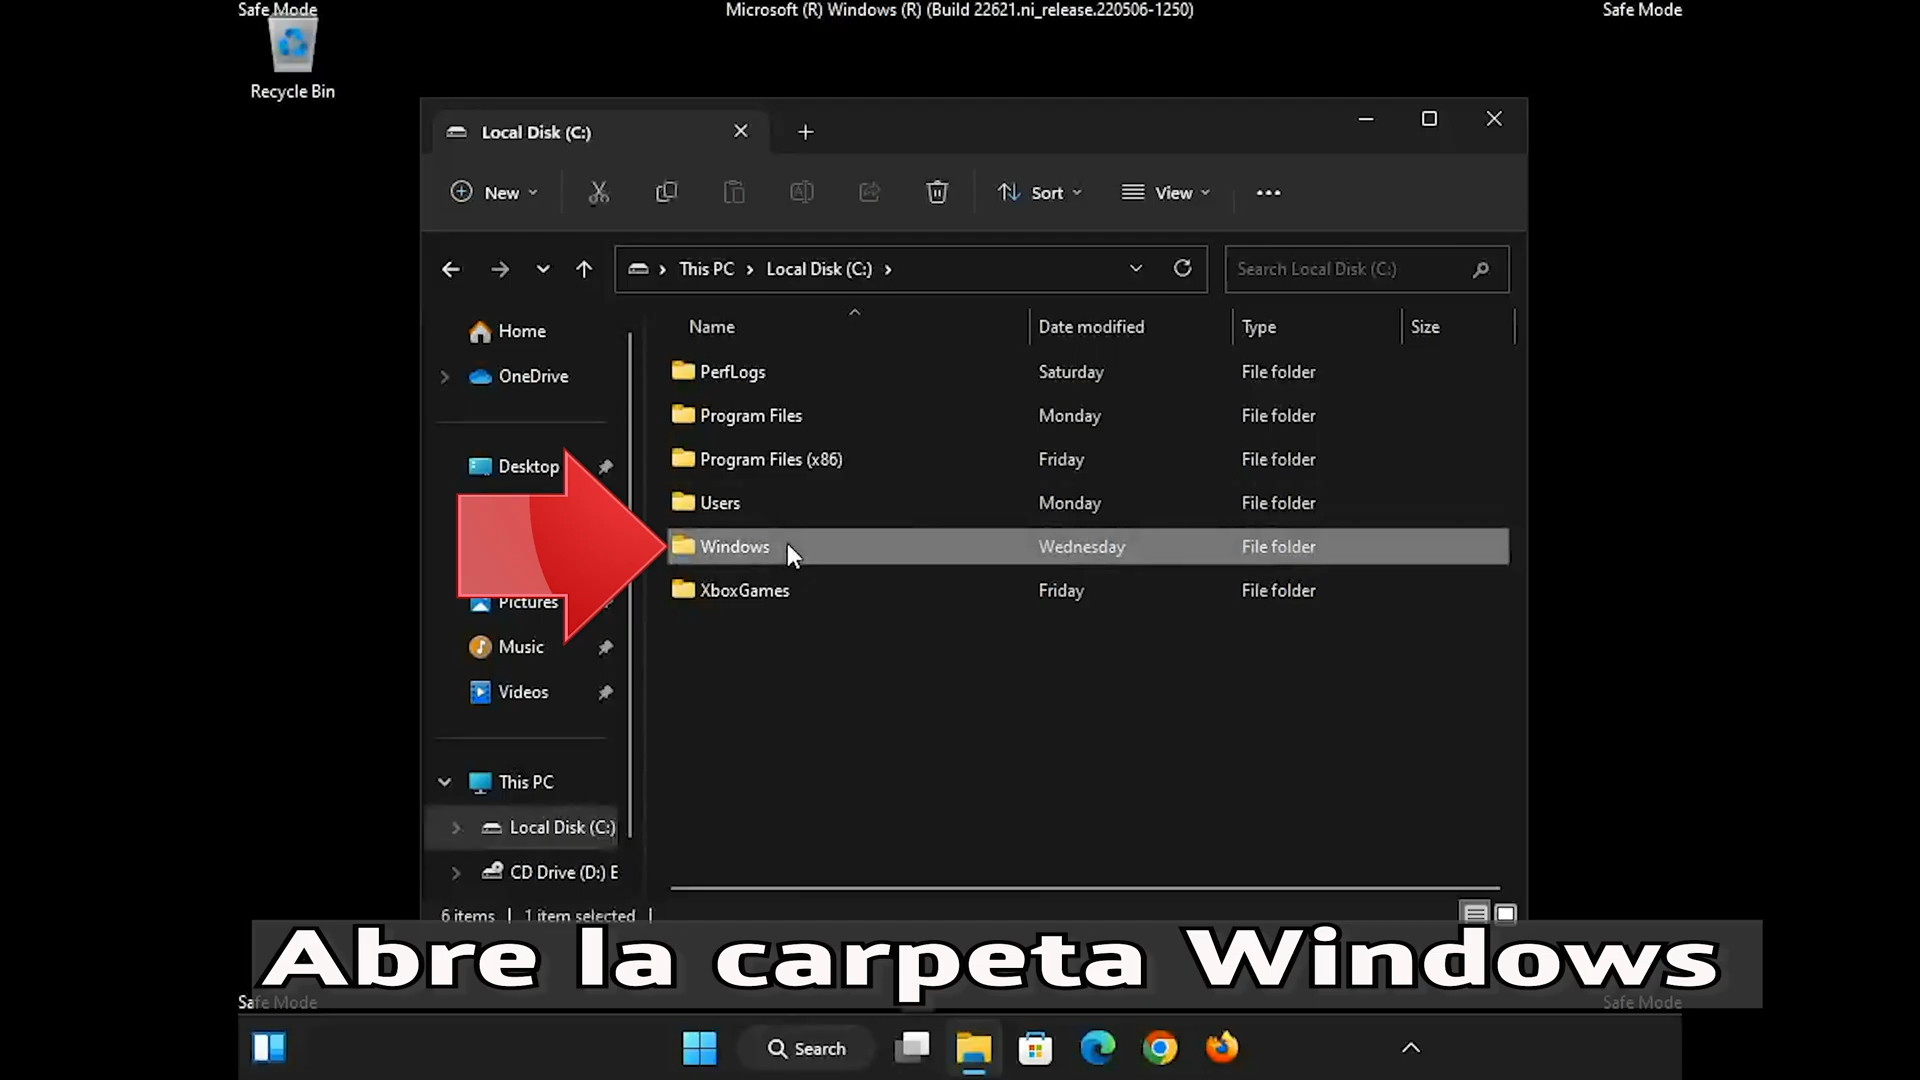 Safe Mode
Microsoft (R) Windows (R) (Build 22621.ni_release.220506-1250)
Safe Mode
Recycle Bin
Local Disk (C:)
New
Sort
View
This PC
Local Disk (C:)
Search Local Disk (C:)
Name
Date modified
Type
Size
Home
OneDrive
Desktop
Pictures
Music
Videos
This PC
Local Disk (C:)
CD Drive (D:) E
PerfLogs Saturday File folder
Program Files Monday File folder
Program Files (x86) Friday File folder
Users Monday File folder
Windows Wednesday File folder
XboxGames Friday File folder
6 items 1 item selected
Abre la carpeta Windows
Safe Mode
Safe Mode
Search